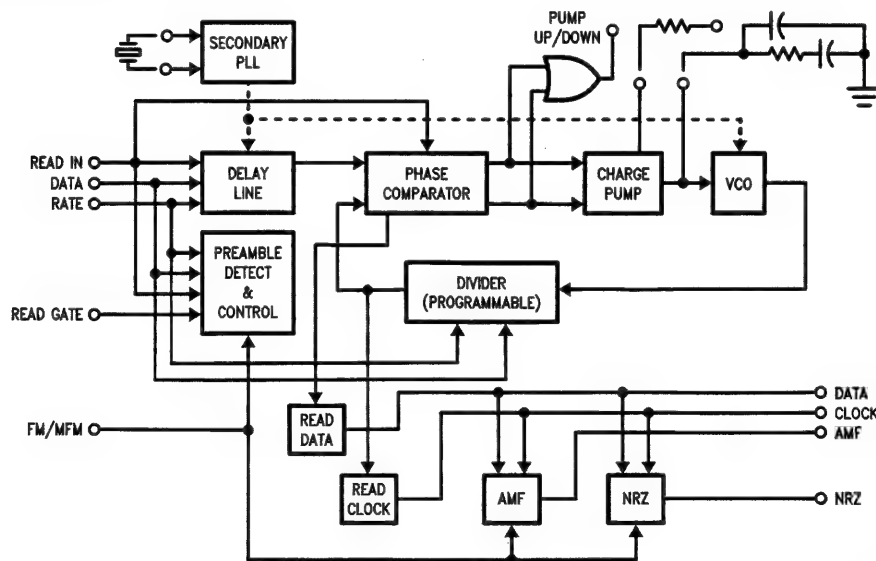 PUMP
UP/DOWN
SECONDARY
PLL
READ IN
DATA
RATE
DELAY
LINE
PHASE
COMPARATOR
CHARGE
PUMP
VCO
PREAMBLE
DETECT
&
CONTROL
DIVIDER
(PROGRAMMABLE)
READ GATE
FM/MFM
READ
DATA
DATA
CLOCK
AMF
READ
CLOCK
AMF
NRZ
NRZ